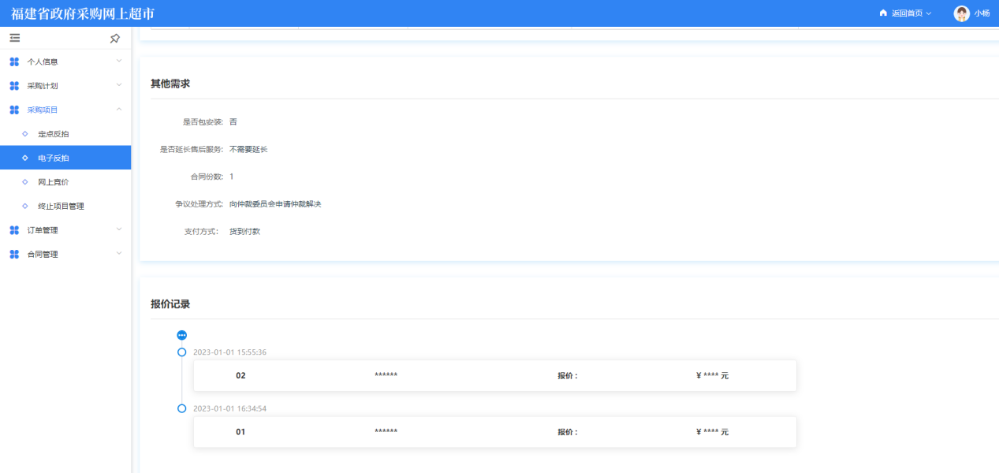 福建省政府采购网上超市
返回首页
小杨
个人信息
采购计划
采购项目
定点反拍
电子反拍
网上竞价
终止项目管理
订单管理
合同管理
其他需求
是否包安装: 否
是否延长售后服务: 不需要延长
合同份数: 1
争议处理方式: 向仲裁委员会申请仲裁解决
支付方式: 货到付款
报价记录
2023-01-01 15:55:36
02 ****** 报价: ¥ **** 元
2023-01-01 16:34:54
01 ****** 报价: ¥ **** 元